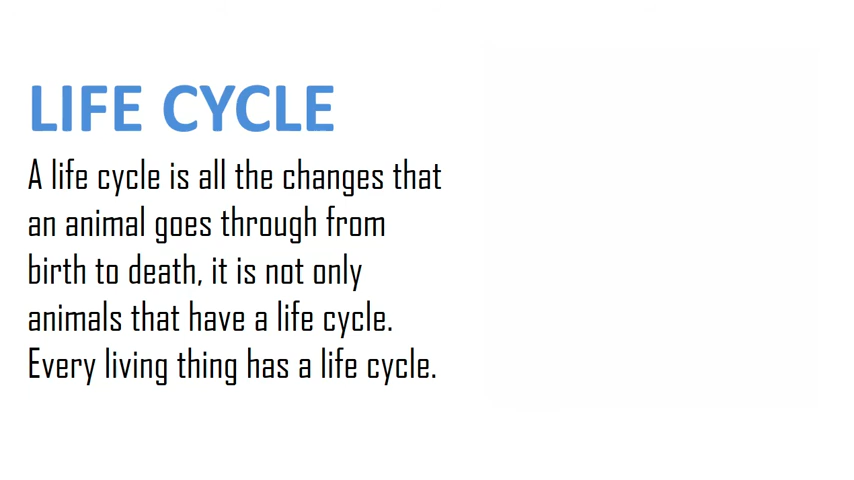 LIFE CYCLE
A life cycle is all the changes that
an animal goes through from
birth to death, it is not only
animals that have a life cycle.
Every living thing has a life cycle.